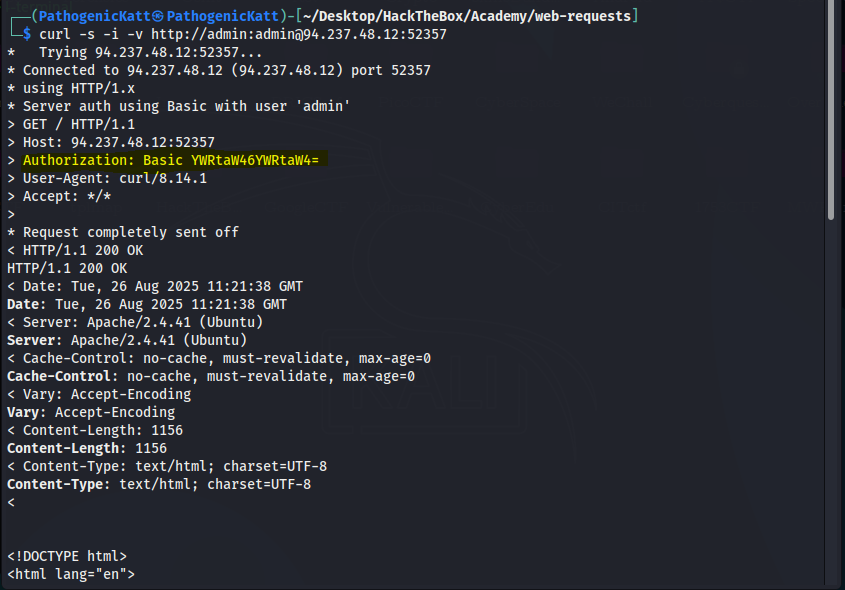 (PathogenicKatt㉿PathogenicKatt)-[~/Desktop/HackTheBox/Academy/web-requests]
$ curl -s -i -v http://admin:admin@94.237.48.12:52357
*   Trying 94.237.48.12:52357...
* Connected to 94.237.48.12 (94.237.48.12) port 52357
* using HTTP/1.x
* Server auth using Basic with user 'admin'
> GET / HTTP/1.1
> Host: 94.237.48.12:52357
> Authorization: Basic YWRtaW46YWRtaW4=
> User-Agent: curl/8.14.1
> Accept: */*
>
* Request completely sent off
< HTTP/1.1 200 OK
HTTP/1.1 200 OK
< Date: Tue, 26 Aug 2025 11:21:38 GMT
Date: Tue, 26 Aug 2025 11:21:38 GMT
< Server: Apache/2.4.41 (Ubuntu)
Server: Apache/2.4.41 (Ubuntu)
< Cache-Control: no-cache, must-revalidate, max-age=0
Cache-Control: no-cache, must-revalidate, max-age=0
< Vary: Accept-Encoding
Vary: Accept-Encoding
< Content-Length: 1156
Content-Length: 1156
< Content-Type: text/html; charset=UTF-8
Content-Type: text/html; charset=UTF-8
<
<!DOCTYPE html>
<html lang="en">